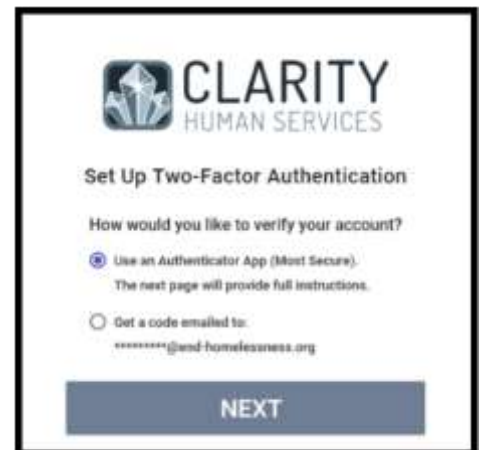 CLARITY
HUMAN SERVICES
Set Up Two-Factor Authentication
How would you like to verify your account?
Use an Authenticator App (Most Secure).
The next page will provide full instructions.
Get a code emailed to:
*********@end-homelessness.org
NEXT